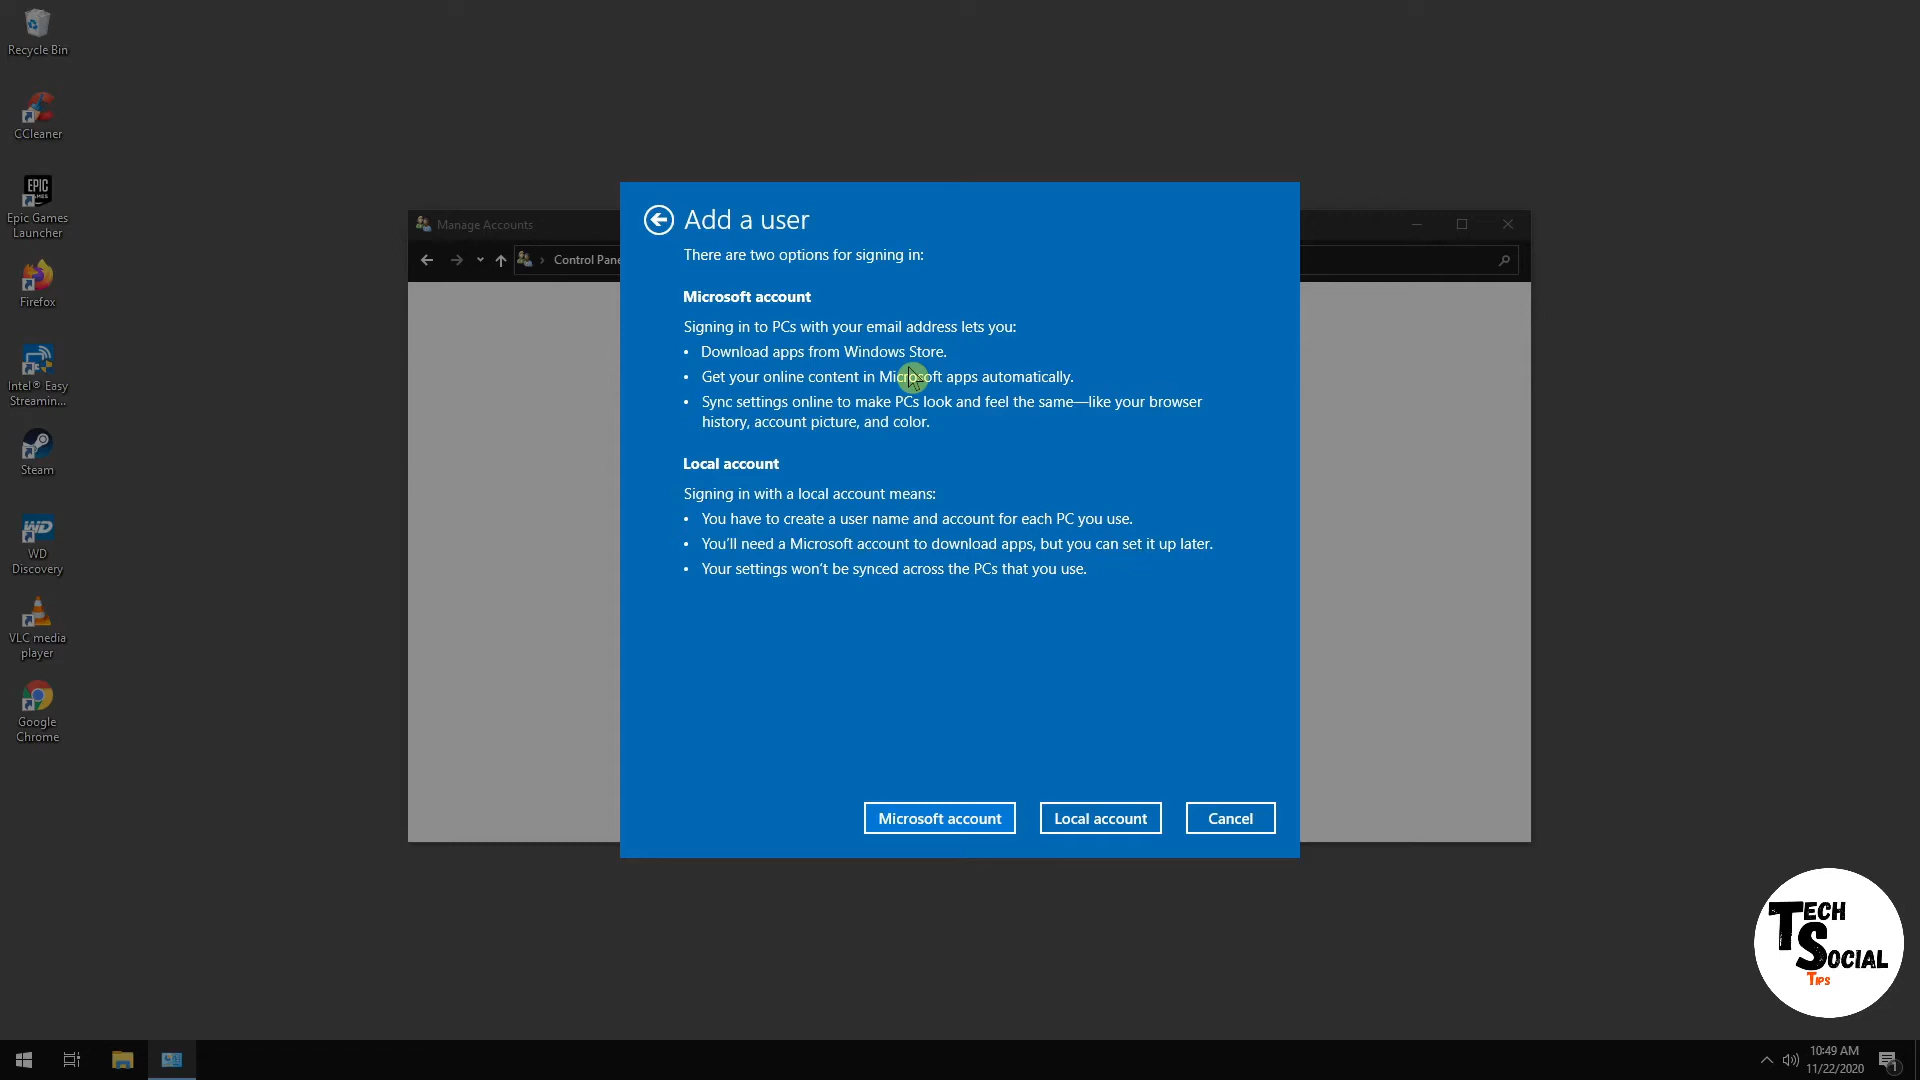 Recycle Bin
CCleaner
EPIC
GAMES
Epic Games
Launcher
Firefox
Intel® Easy
Streamin...
Steam
WD
WD
Discovery
VLC media
player
Google
Chrome
Manage Accounts
Control Pane
Add a user
There are two options for signing in:
Microsoft account
Signing in to PCs with your email address lets you:
• Download apps from Windows Store.
• Get your online content in Microsoft apps automatically.
• Sync settings online to make PCs look and feel the same—like your browser
history, account picture, and color.
Local account
Signing in with a local account means:
• You have to create a user name and account for each PC you use.
• You'll need a Microsoft account to download apps, but you can set it up later.
• Your settings won't be synced across the PCs that you use.
Microsoft account Local account Cancel
TECH
SOCIAL
TIPS
10:49 AM
11/22/2020
1